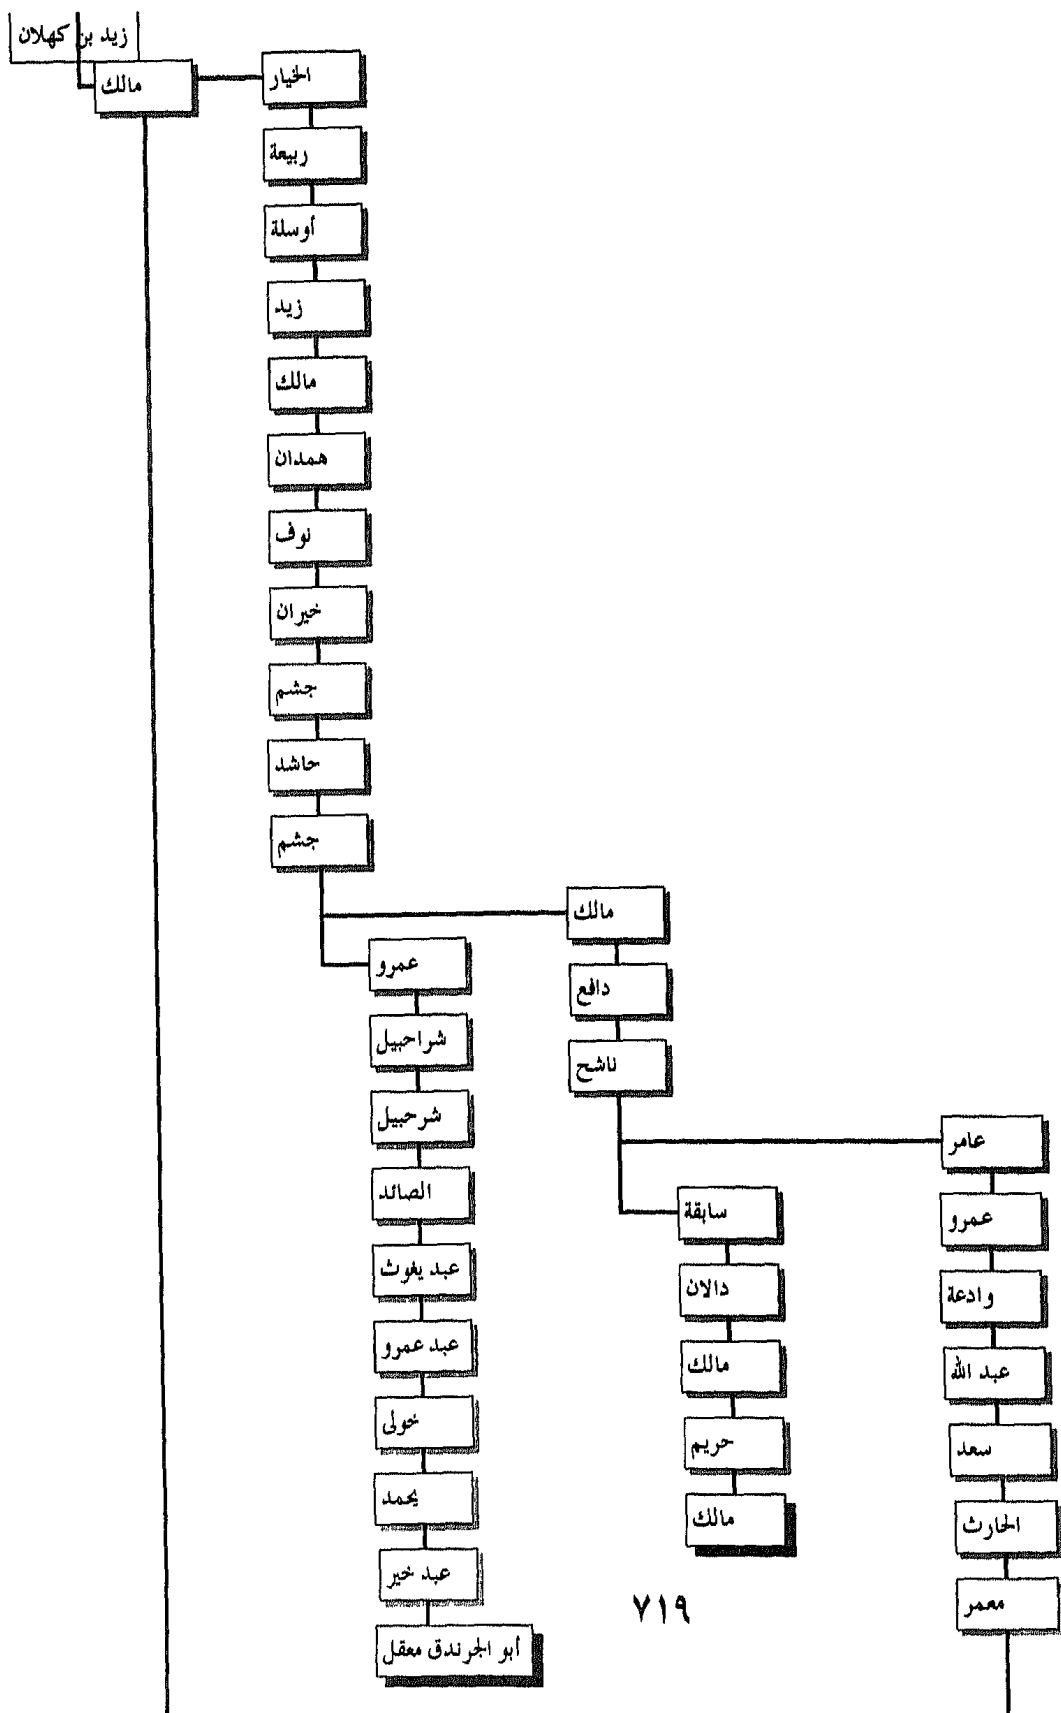 زيد بن كهلان
مالك
الخيار
ربيعة
أوسلة
زيد
مالك
همدان
نوف
خيران
جشم
حاشد
جشم
مالك
دافع
ناشح
عمرو
شراحبيل
شرحبيل
الصائد
عبد يغوث
عبد عمرو
خولى
يحمد
عبد خير
أبو الجرندق معقل
سابقة
دالان
مالك
حريم
مالك
عامر
عمرو
وادعة
عبد الله
سعد
الحارث
معمر
٧١٩